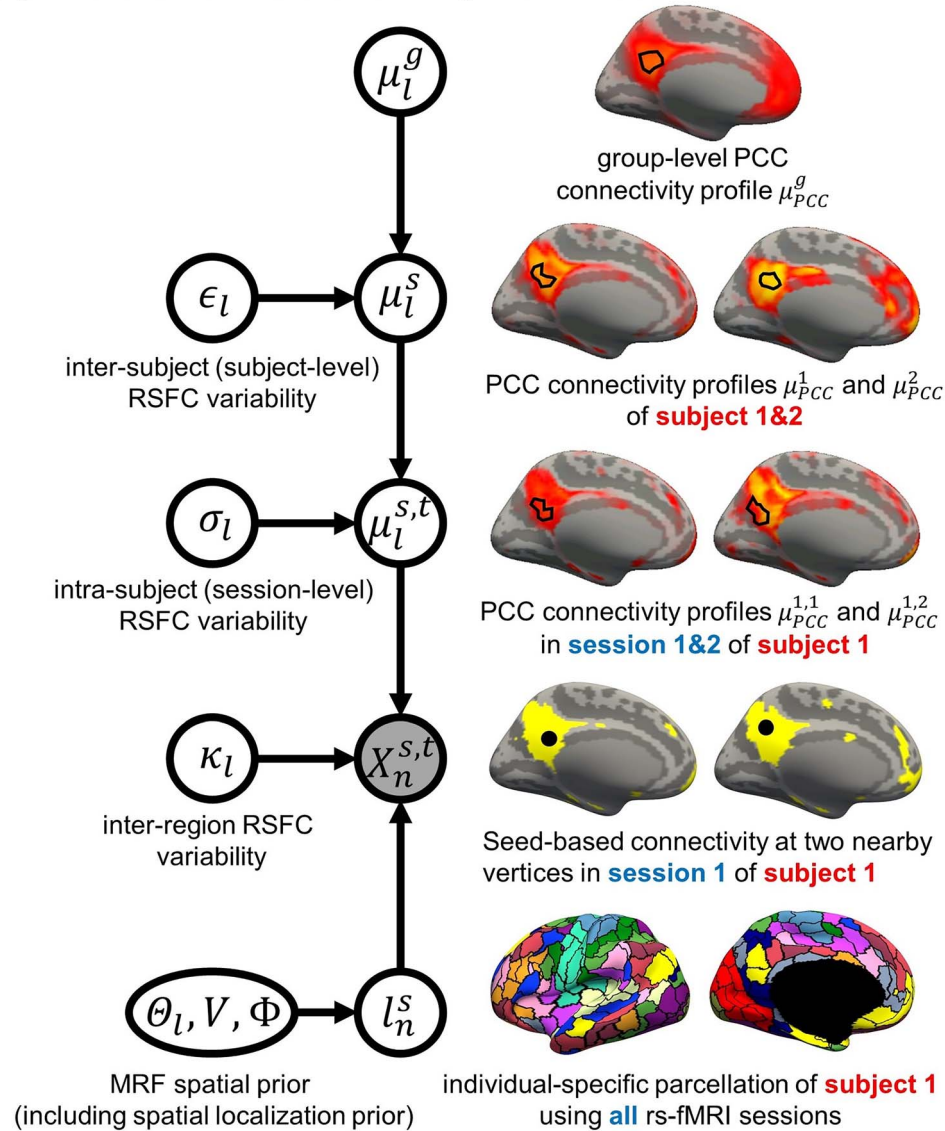 μ_l^g
group-level PCC
connectivity profile μ_PCC^g
ϵ_l
μ_l^s
inter-subject (subject-level)
RSFC variability
PCC connectivity profiles μ_PCC^1 and μ_PCC^2
of subject 1&2
σ_l
μ_l^{s,t}
intra-subject (session-level)
RSFC variability
PCC connectivity profiles μ_PCC^{1,1} and μ_PCC^{1,2}
in session 1&2 of subject 1
κ_l
X_n^{s,t}
inter-region RSFC
variability
Seed-based connectivity at two nearby
vertices in session 1 of subject 1
Θ_l, V, Φ
l_n^s
MRF spatial prior
(including spatial localization prior)
individual-specific parcellation of subject 1
using all rs-fMRI sessions